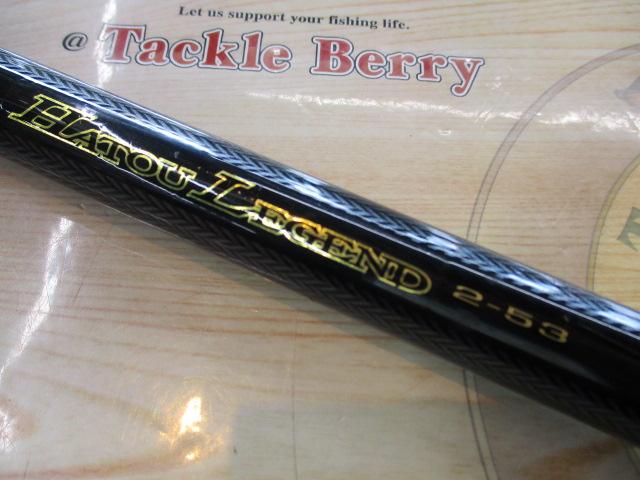 Let us support your fishing life.
@ Tackle Berry
HATOU LEGEND 2-53